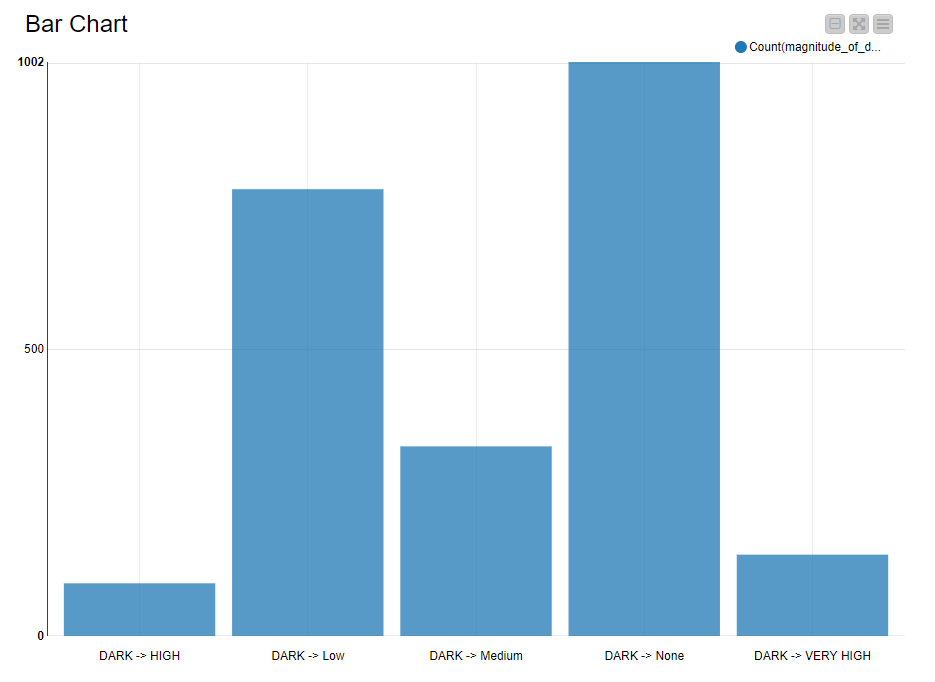 Bar Chart
Count(magnitude_of_d...
1002
500
0
DARK -> HIGH
DARK -> Low
DARK -> Medium
DARK -> None
DARK -> VERY HIGH